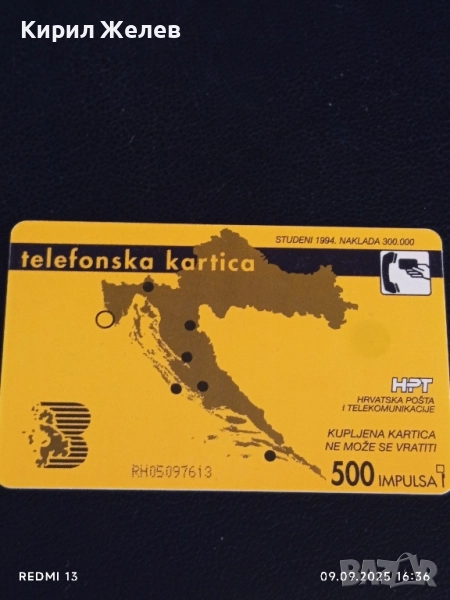 Кирил Желев
STUDENI 1994. NAKLADA 300.000
telefonska kartica
HPT
HRVATSKA POŠTA
I TELEKOMUNIKACIJE
KUPLJENA KARTICA
NE MOŽE SE VRATITI
RH05097613
500 IMPULSA
REDMI 13
09.09.2025 16:36
BAZAR